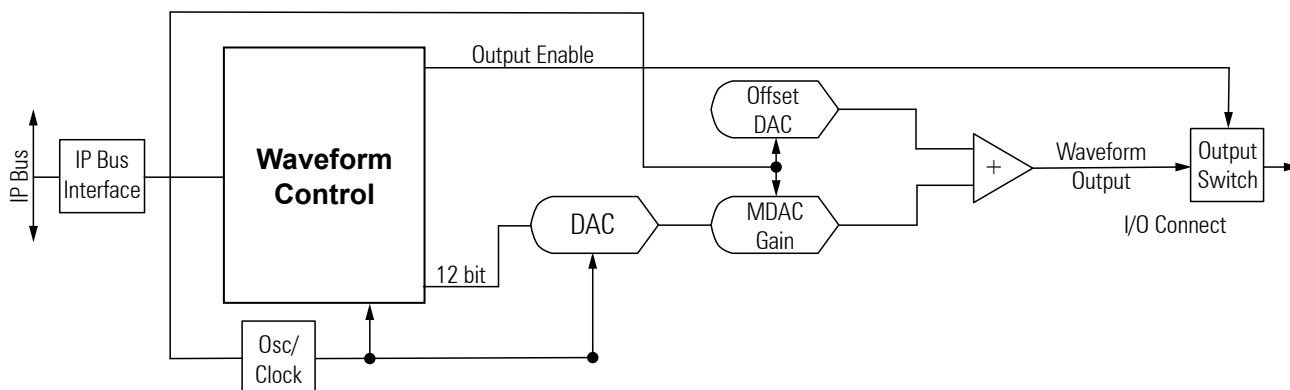 Output Enable
Offset
DAC
IP Bus
IP Bus
Interface
Waveform
Control
+
Waveform
Output
Output
Switch
I/O Connect
DAC
MDAC
Gain
12 bit
Osc/
Clock